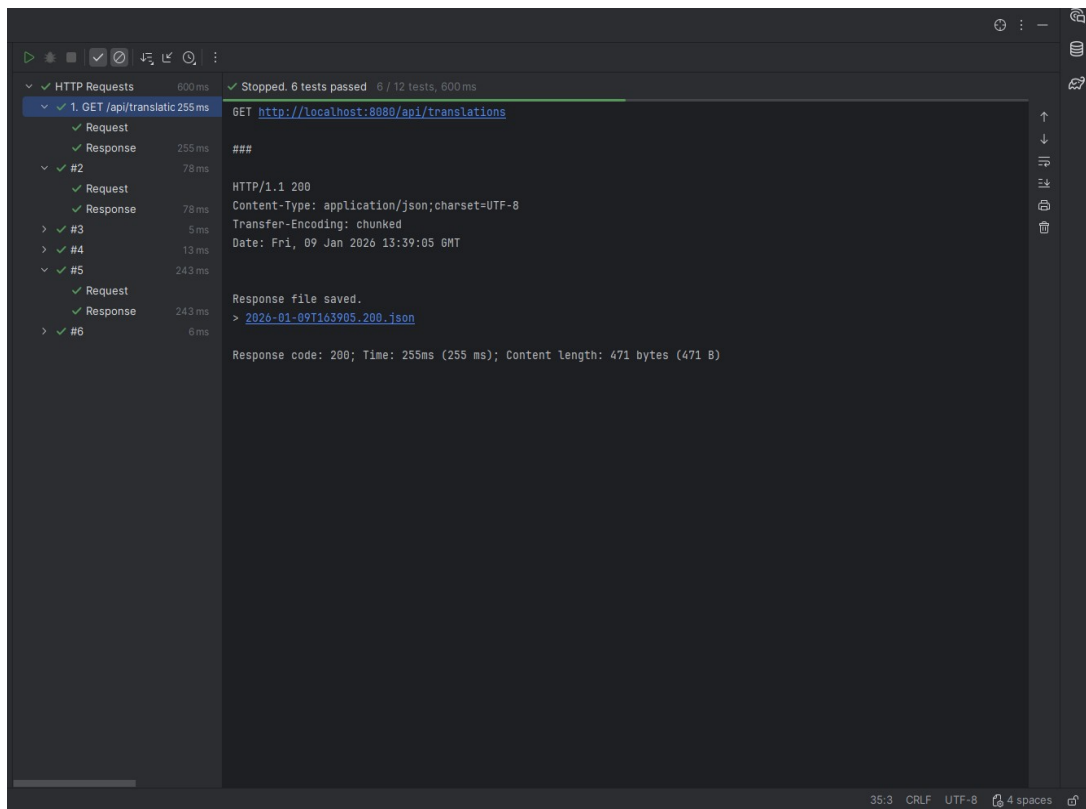 HTTP Requests 600 ms
Stopped. 6 tests passed 6 / 12 tests, 600 ms
1. GET /api/translatic 255 ms
Request
Response 255 ms
#2 78 ms
Request
Response 78 ms
#3 5 ms
#4 13 ms
#5 243 ms
Request
Response 243 ms
#6 6 ms
GET http://localhost:8080/api/translations
###
HTTP/1.1 200
Content-Type: application/json;charset=UTF-8
Transfer-Encoding: chunked
Date: Fri, 09 Jan 2026 13:39:05 GMT
Response file saved.
> 2026-01-09T163905.200.json
Response code: 200; Time: 255ms (255 ms); Content length: 471 bytes (471 B)
35:3 CRLF UTF-8 4 spaces